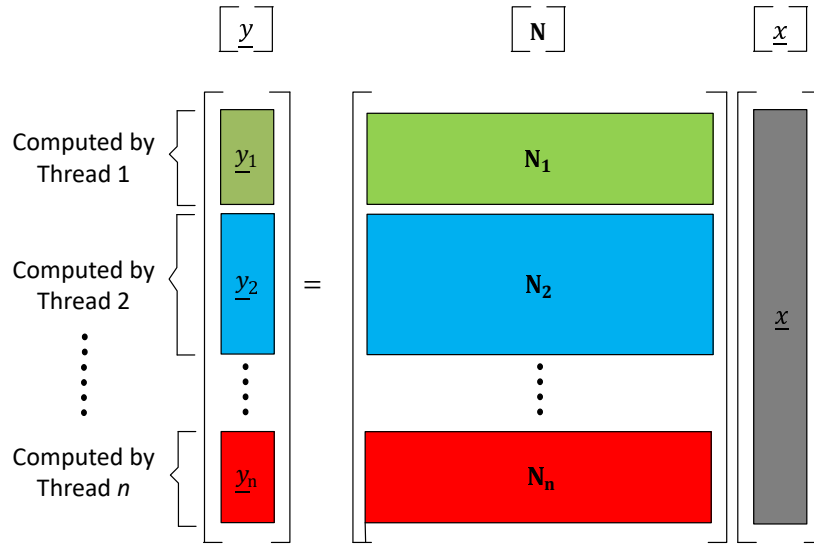 [y] [N] [x]
Computed by
Thread 1
y₁
N₁
Computed by
Thread 2
y₂
=
N₂
x
Computed by
Thread n
yₙ
Nₙ